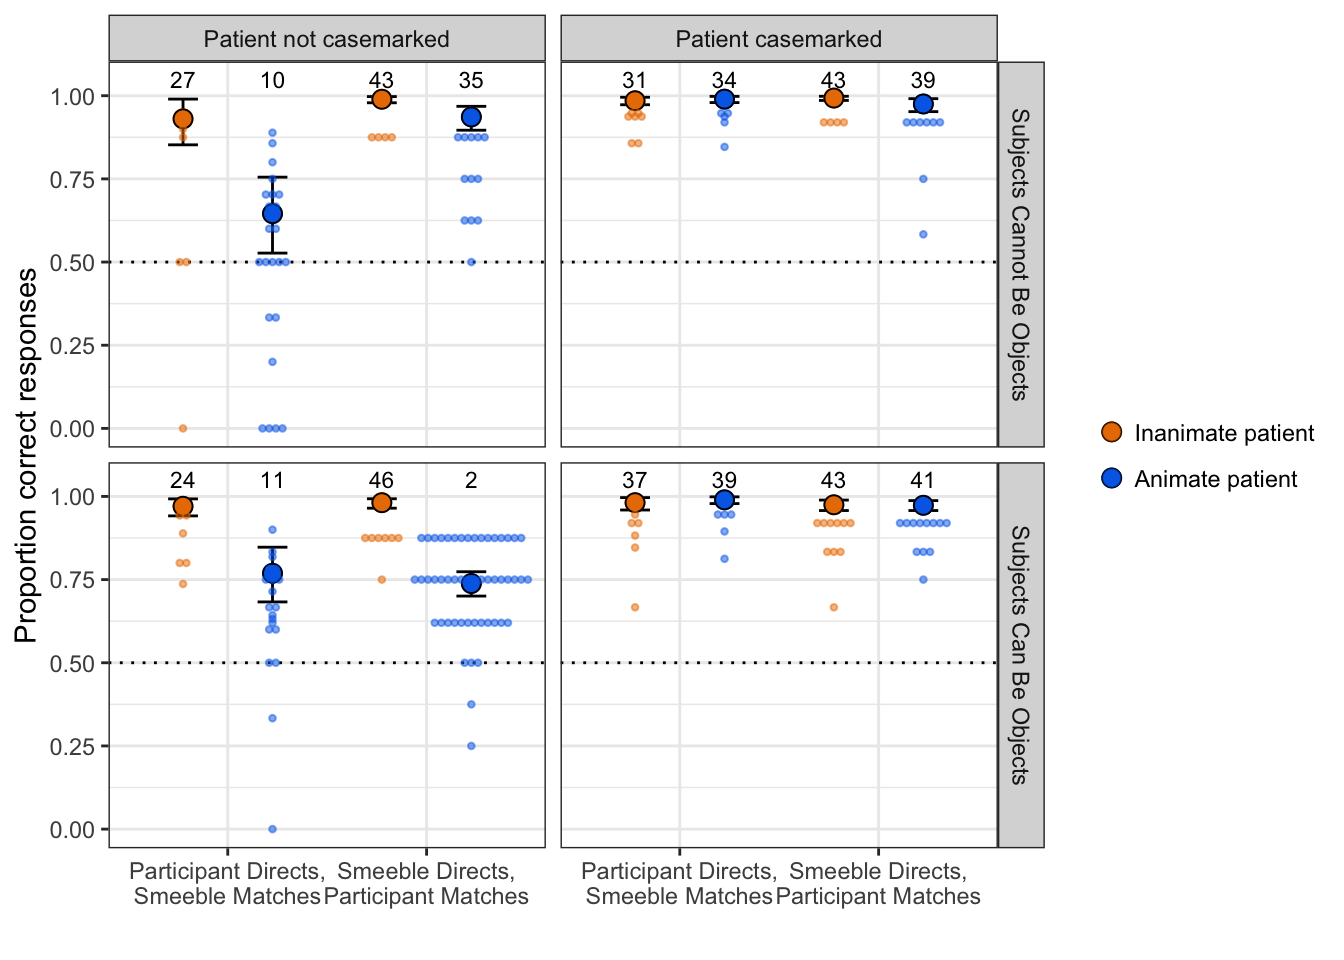 Patient not casemarked
Patient casemarked
27 10 43 35
31 34 43 39
1.00
0.75
0.50
0.25
0.00
Subjects Cannot Be Objects
Proportion correct responses
24 11 46 2
37 39 43 41
1.00
0.75
0.50
0.25
0.00
Subjects Can Be Objects
Participant Directs,
Smeeble Matches
Smeeble Directs,
Participant Matches
Participant Directs,
Smeeble Matches
Smeeble Directs,
Participant Matches
Inanimate patient
Animate patient